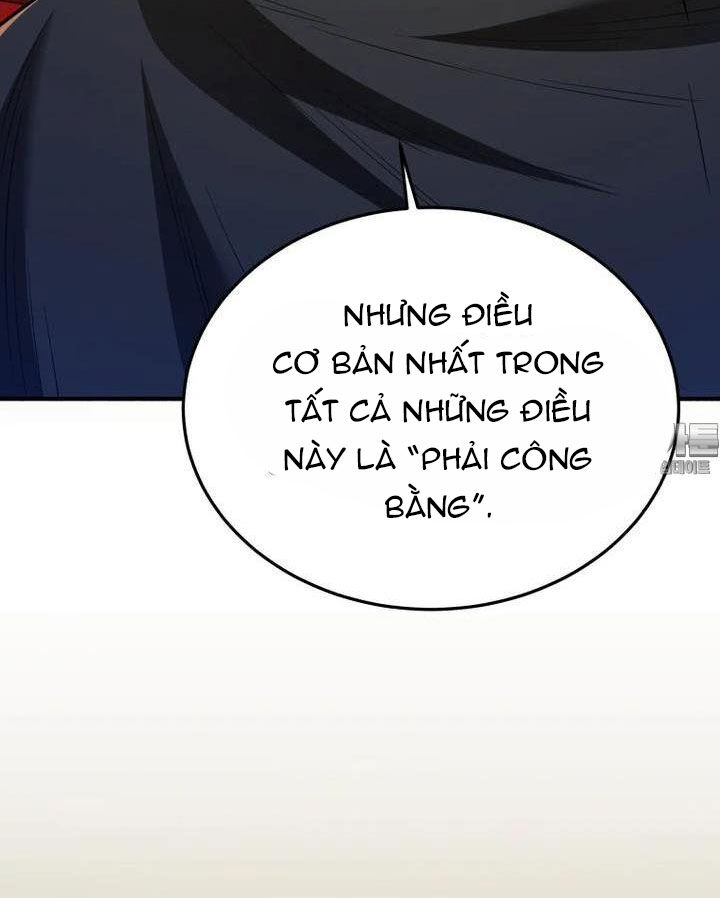 NHƯNG ĐIỀU
CƠ BẢN NHẤT TRONG
TẤT CẢ NHỮNG ĐIỀU
NÀY LÀ “PHẢI CÔNG
BẰNG”.